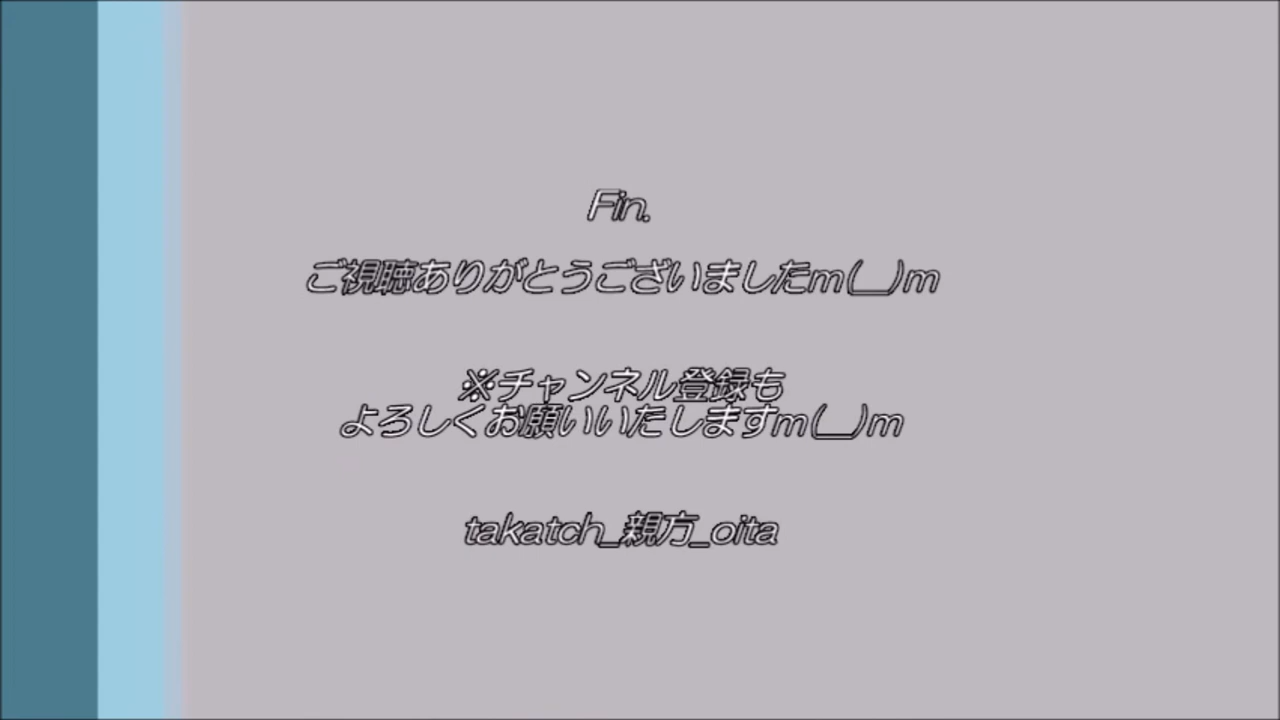 Fin.
ご視聴ありがとうございましたm(__)m
※チャンネル登録も
よろしくお願いいたしますm(__)m
takatch_親方_oita